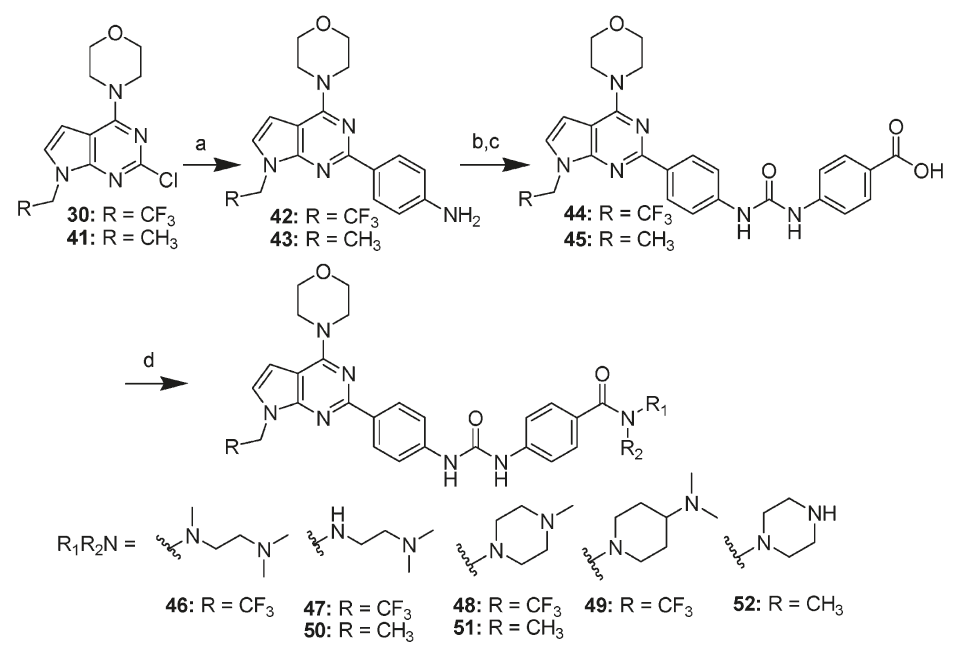 O O O
N N N
N N N
a b,c O
N N Cl N N N N OH
R R NH2 R N N
H H
30: R = CF3 42: R = CF3 44: R = CF3
41: R = CH3 43: R = CH3 45: R = CH3
O
N
d
N O O
N N N R1
R N N R2
H H
R1R2N =
N N H N N N N N N NH N
46: R = CF3 47: R = CF3 48: R = CF3 49: R = CF3 52: R = CH3
50: R = CH3 51: R = CH3